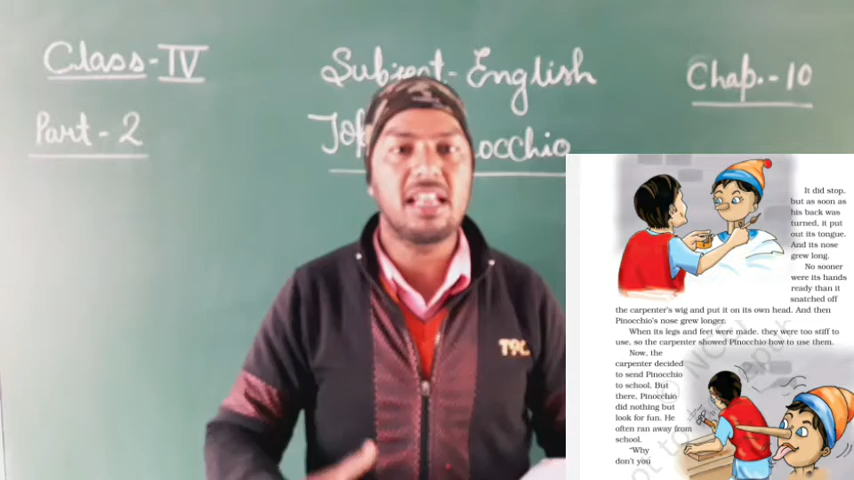 Class-IV
Subject-English
Chap.-10
Part-2
T9L
It did stop,
but as soon as
his back was
turned, it put
out its tongue.
And its nose
grew long.
No sooner
were its hands
ready than it
snatched off
the carpenter's wig and put it on its own head. And then
Pinocchio's nose grew longer.
When its legs and feet were made, they were too stiff to
use, so the carpenter showed Pinocchio how to use them.
Now, the
carpenter decided
to send Pinocchio
to school. But
there, Pinocchio
did nothing but
look for fun. He
often ran away from
school.
"Why
don't you